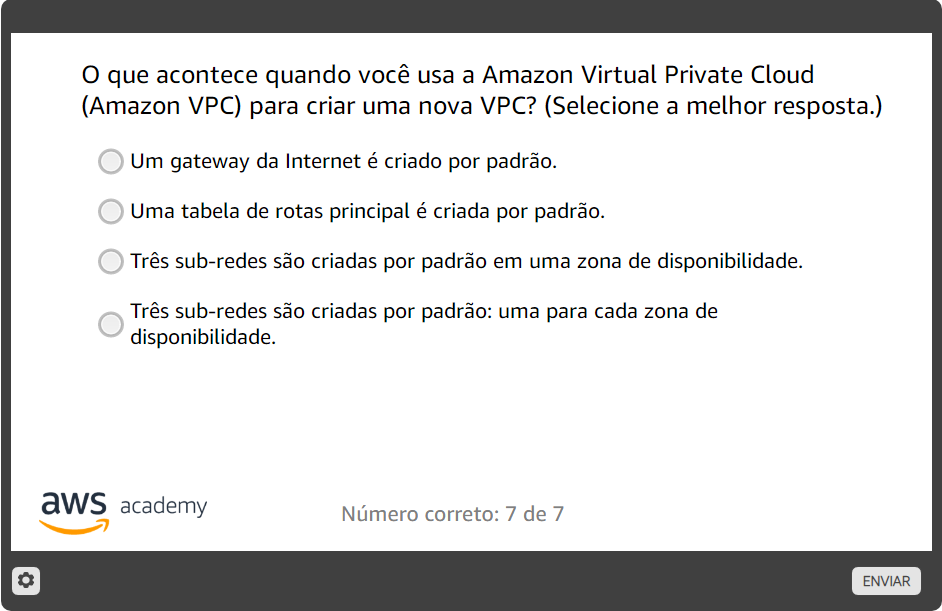 O que acontece quando você usa a Amazon Virtual Private Cloud
(Amazon VPC) para criar uma nova VPC? (Selecione a melhor resposta.)
Um gateway da Internet é criado por padrão.
Uma tabela de rotas principal é criada por padrão.
Três sub-redes são criadas por padrão em uma zona de disponibilidade.
Três sub-redes são criadas por padrão: uma para cada zona de
disponibilidade.
aws academy
Número correto: 7 de 7
ENVIAR